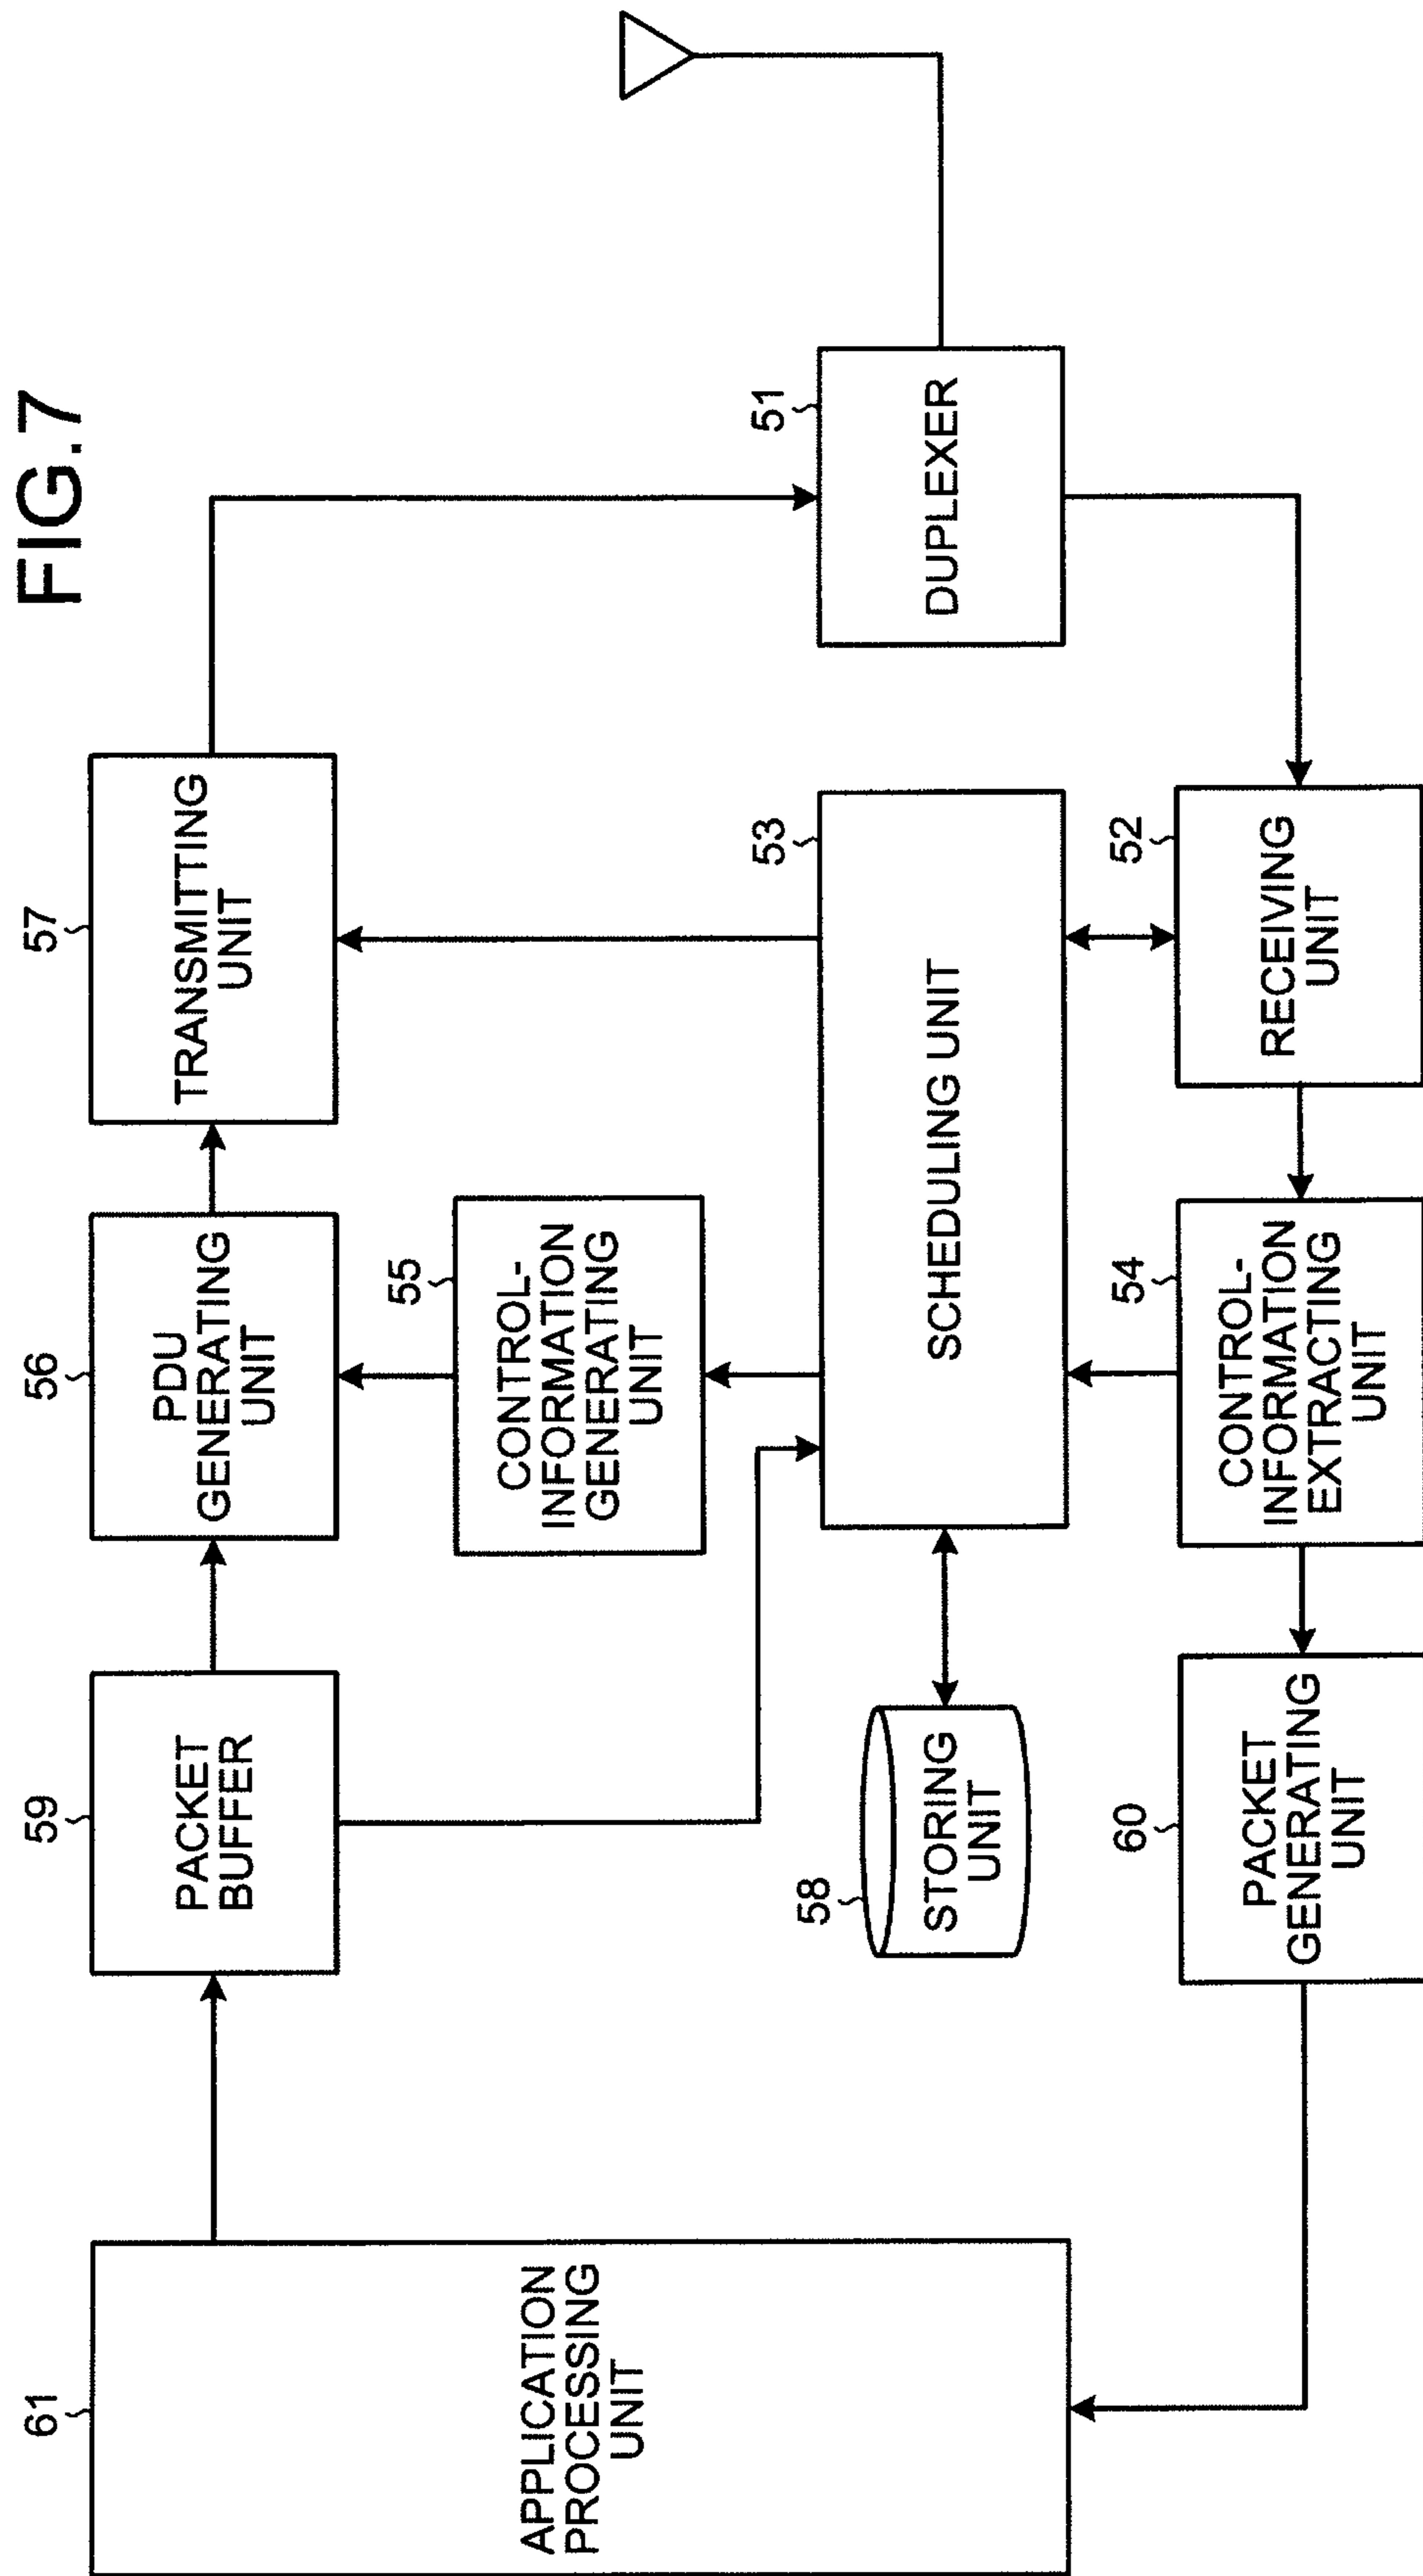 FIG.7
61
APPLICATION
PROCESSING
UNIT
59
PACKET
BUFFER
56
PDU
GENERATING
UNIT
57
TRANSMITTING
UNIT
55
CONTROL-
INFORMATION
GENERATING
UNIT
51
DUPLEXER
53
SCHEDULING UNIT
58
STORING
UNIT
60
PACKET
GENERATING
UNIT
54
CONTROL-
INFORMATION
EXTRACTING
UNIT
52
RECEIVING
UNIT